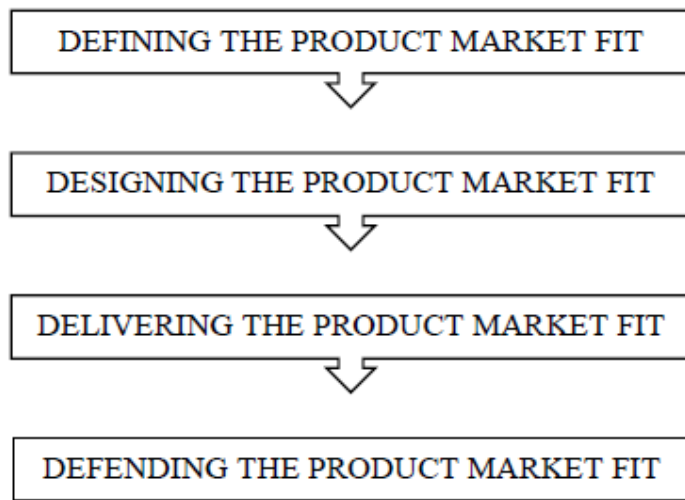 DEFINING THE PRODUCT MARKET FIT
DESIGNING THE PRODUCT MARKET FIT
DELIVERING THE PRODUCT MARKET FIT
DEFENDING THE PRODUCT MARKET FIT